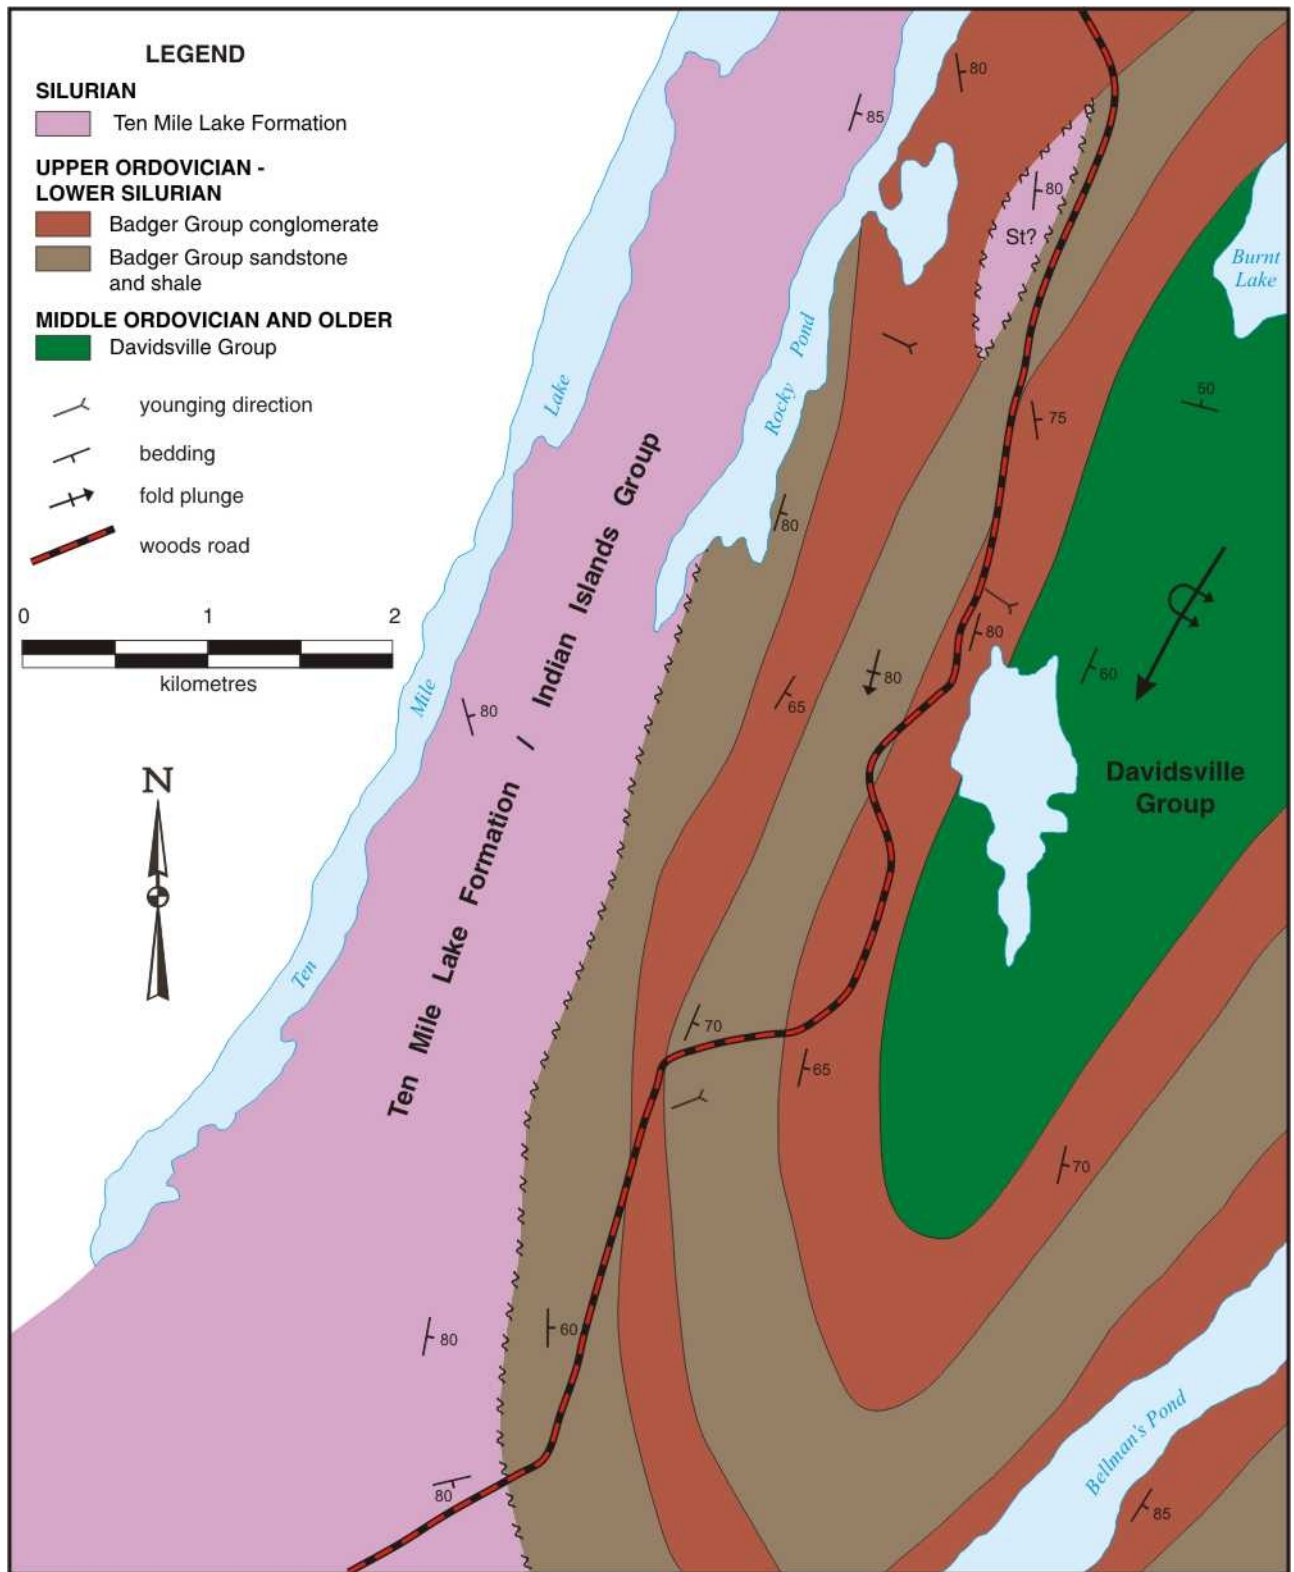 LEGEND
SILURIAN
Ten Mile Lake Formation
UPPER ORDOVICIAN -
LOWER SILURIAN
Badger Group conglomerate
Badger Group sandstone
and shale
MIDDLE ORDOVICIAN AND OLDER
Davidsville Group
younging direction
bedding
fold plunge
woods road
0 1 2
kilometres
N
80
85
80
St?
Burnt
Lake
Rocky Pond
50
75
80
80
60
80
65
Ten Mile Lake
80
Ten Mile Lake Formation / Indian Islands Group
Davidsville
Group
70
65
70
80
60
80
Bellman's Pond
85